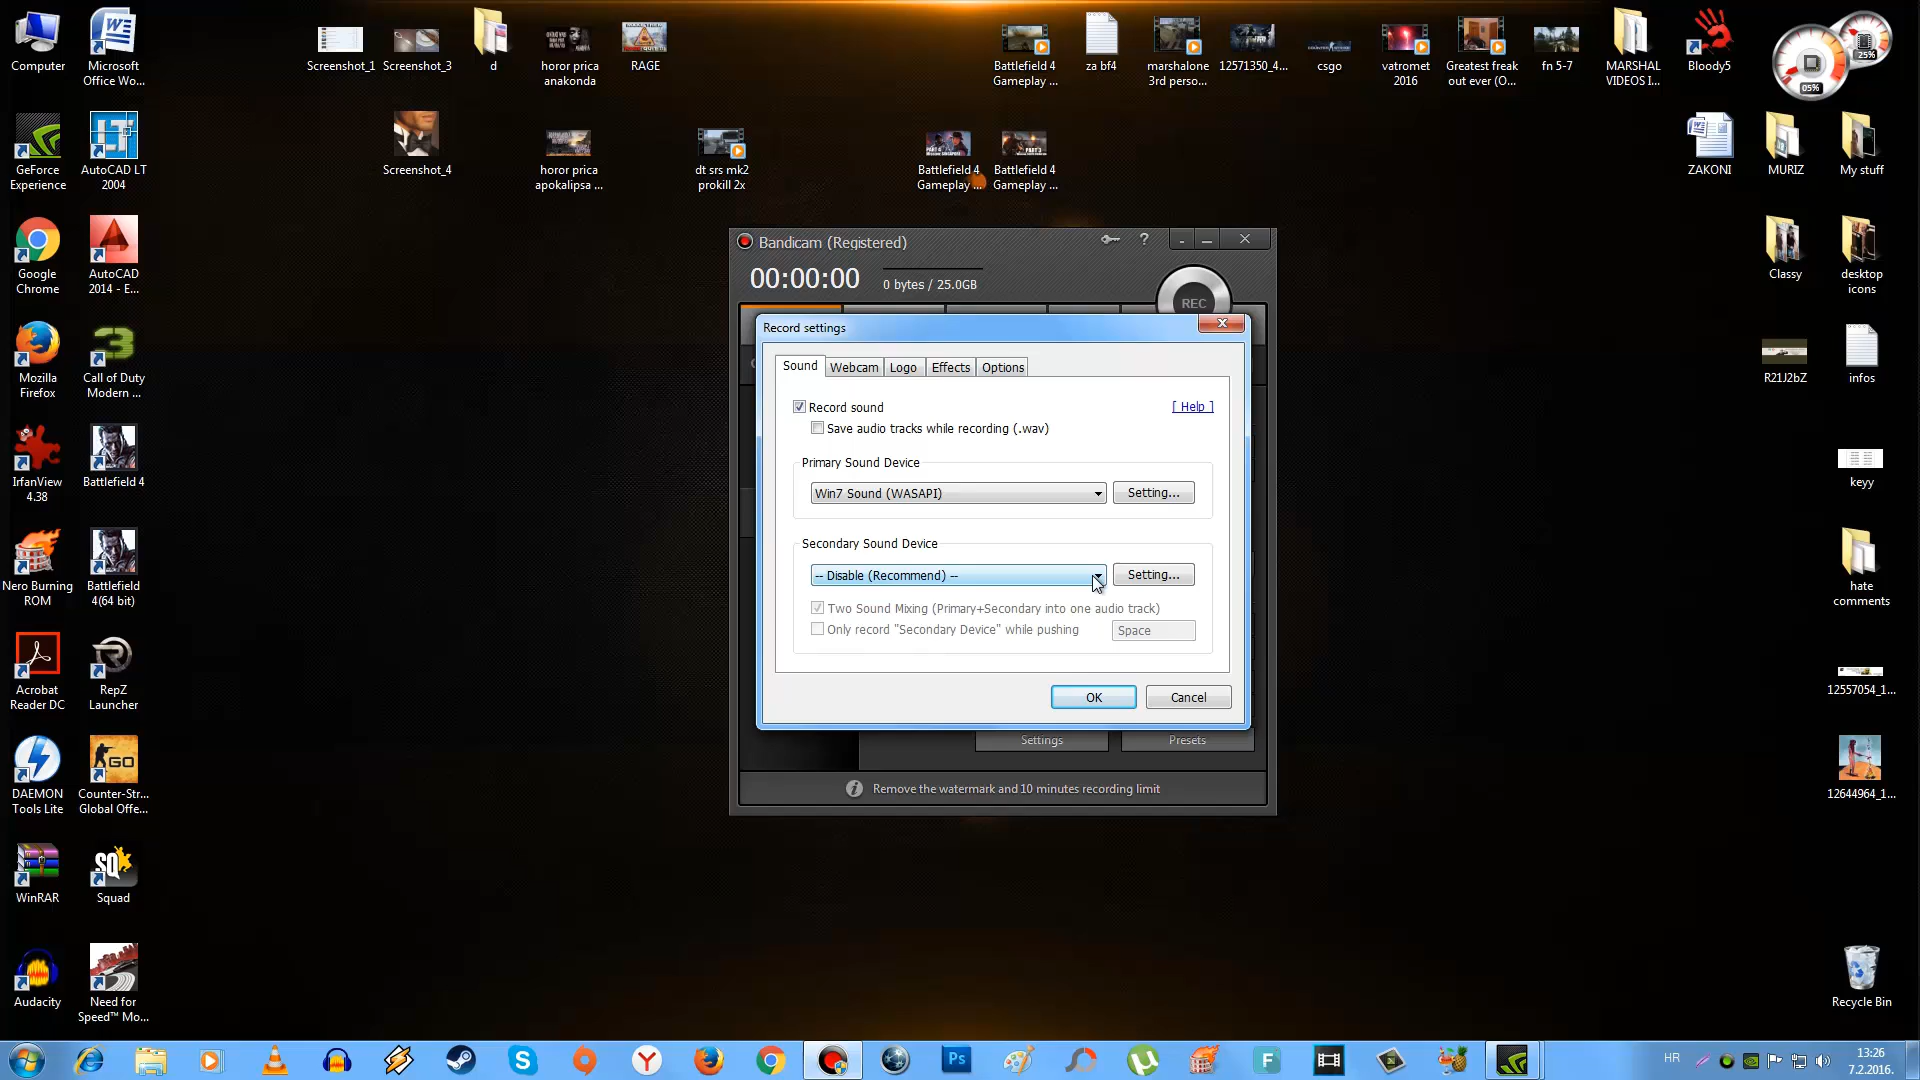 Computer
Microsoft
Office Wo...
Screenshot_1
Screenshot_3
d
horor prica
anakonda
RAGE
Battlefield 4
Gameplay ...
za bf4
marshalone
3rd perso...
12571350_4...
csgo
vatromet
2016
Greatest freak
out ever (O...
fn 5-7
MARSHAL
VIDEOS I...
Bloody5
25%
05%
GeForce
Experience
AutoCAD LT
2004
Screenshot_4
horor prica
apokalipsa ...
dt srs mk2
prokill 2x
Battlefield 4
Gameplay ...
Battlefield 4
Gameplay ...
ZAKONI
MURIZ
My stuff
Google
Chrome
AutoCAD
2014 - E...
Classy
desktop
icons
Mozilla
Firefox
Call of Duty
Modern ...
R21J2bZ
infos
IrfanView
4.38
Battlefield 4
keyy
Nero Burning
ROM
Battlefield
4(64 bit)
hate
comments
Acrobat
Reader DC
RepZ
Launcher
12557054_1...
DAEMON
Tools Lite
Counter-Str...
Global Offe...
12644964_1...
WinRAR
Squad
Audacity
Need for
Speed™ Mo...
Recycle Bin
Bandicam (Registered)
00:00:00
0 bytes / 25.0GB
REC
Record settings
Sound
Webcam
Logo
Effects
Options
Record sound
[ Help ]
Save audio tracks while recording (.wav)
Primary Sound Device
Win7 Sound (WASAPI)
Setting...
Secondary Sound Device
-- Disable (Recommend) --
Setting...
Two Sound Mixing (Primary+Secondary into one audio track)
Only record "Secondary Device" while pushing
Space
OK
Cancel
Settings
Presets
Remove the watermark and 10 minutes recording limit
HR
13:26
7.2.2016.